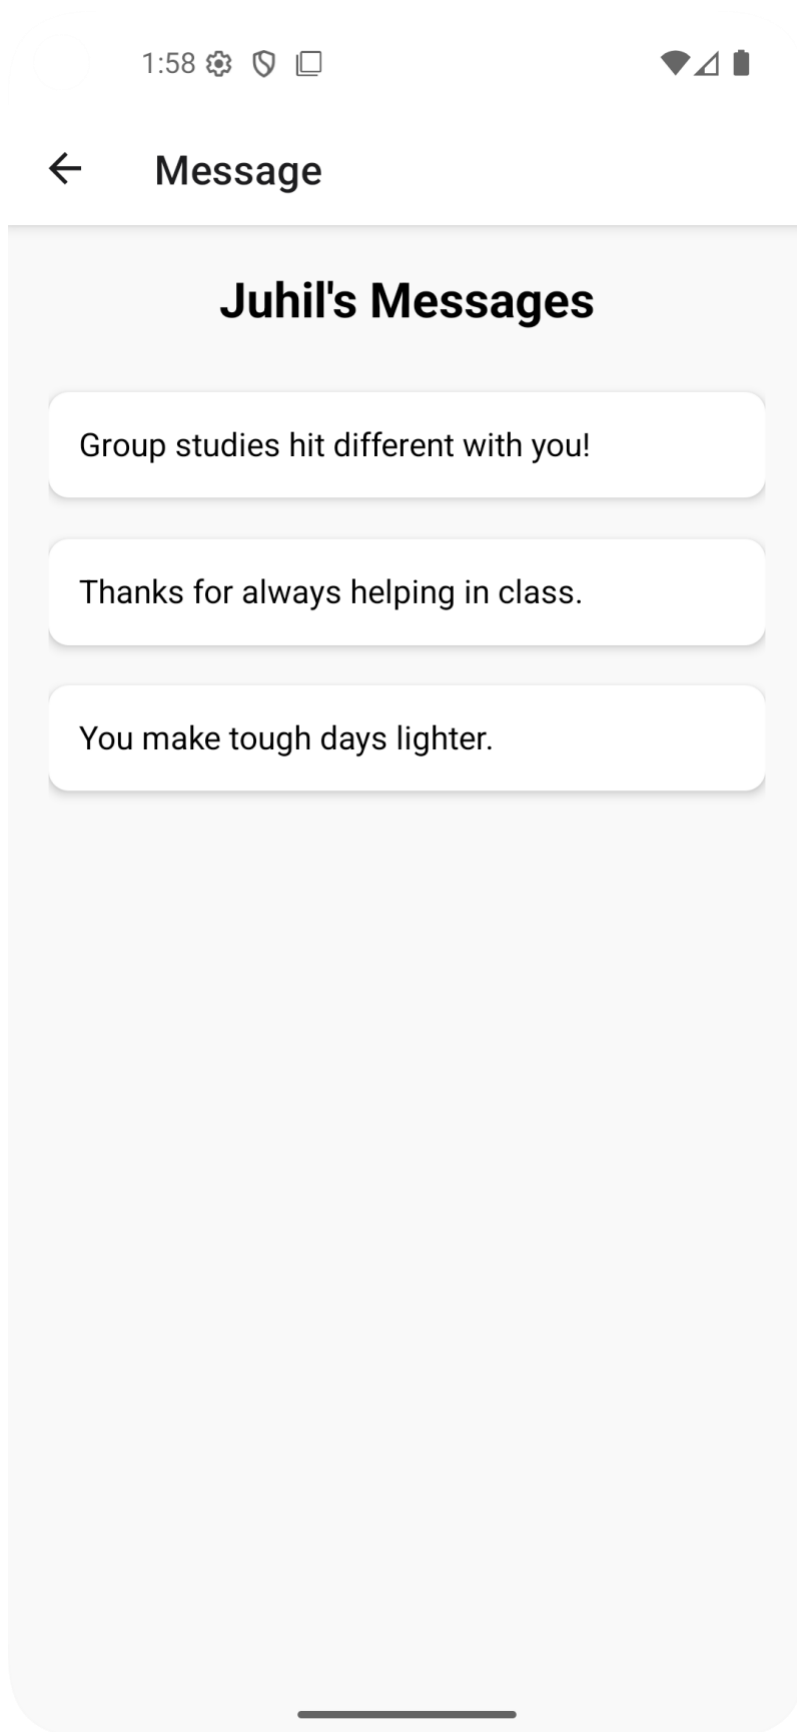 1:58
Message
Juhil's Messages
Group studies hit different with you!
Thanks for always helping in class.
You make tough days lighter.